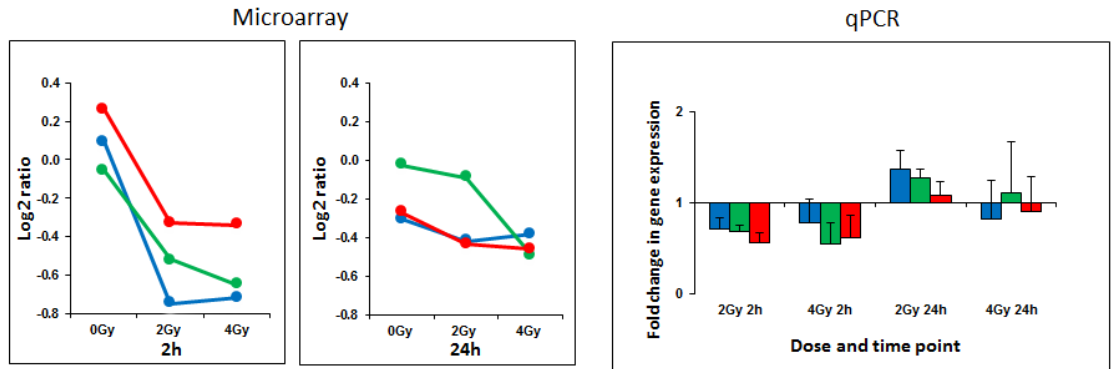 Microarray
qPCR
Log2 ratio
0.4
0.2
0.0
-0.2
-0.4
-0.6
-0.8
0Gy 2Gy 4Gy
2h
Log2 ratio
0.4
0.2
0.0
-0.2
-0.4
-0.6
-0.8
0Gy 2Gy 4Gy
24h
Fold change in gene expression
2
1
0
2Gy 2h 4Gy 2h 2Gy 24h 4Gy 24h
Dose and time point